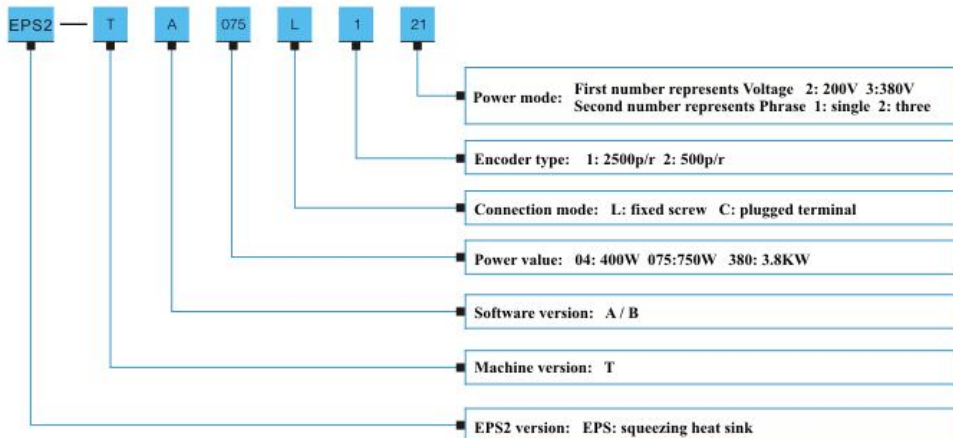 EPS2 — T A 075 L 1 21
Power mode: First number represents Voltage 2: 200V 3:380V
Second number represents Phrase 1: single 2: three
Encoder type: 1: 2500p/r 2: 500p/r
Connection mode: L: fixed screw C: plugged terminal
Power value: 04: 400W 075:750W 380: 3.8KW
Software version: A / B
Machine version: T
EPS2 version: EPS: squeezing heat sink